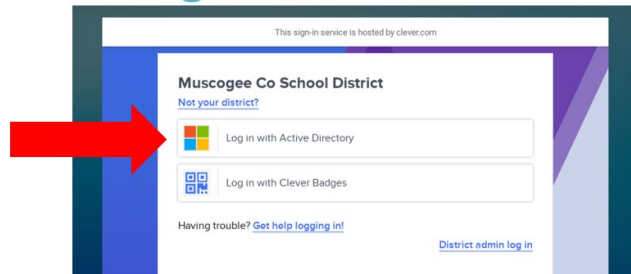 This sign-in service is hosted by clever.com
Muscogee Co School District
Not your district?
Log in with Active Directory
Log in with Clever Badges
Having trouble? Get help logging in!
District admin log in